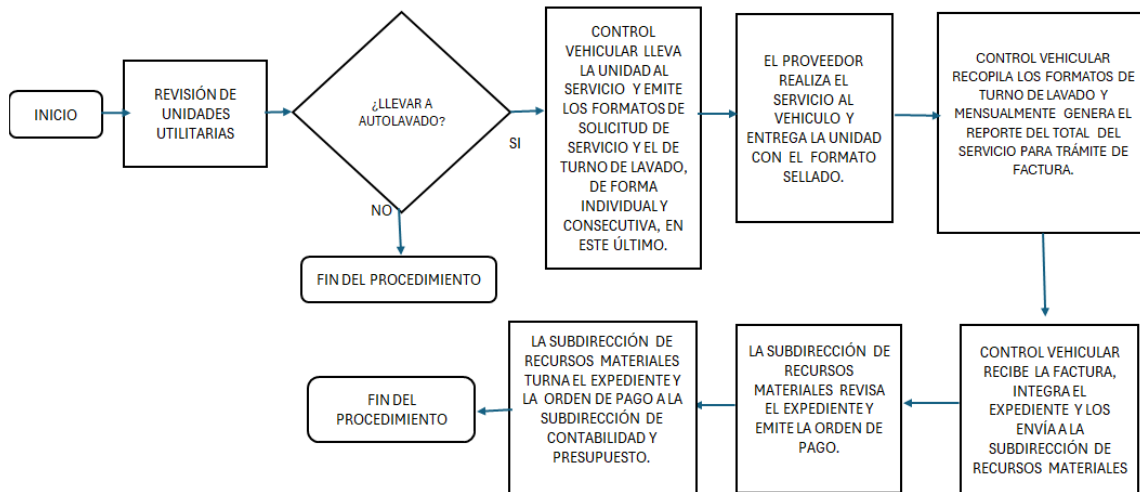 INICIO
REVISIÓN DE
UNIDADES
UTILITARIAS
¿LLEVAR A
AUTOLAVADO?
SI
NO
FIN DEL PROCEDIMIENTO
CONTROL
VEHICULAR LLEVA
LA UNIDAD AL
SERVICIO Y EMITE
LOS FORMATOS DE
SOLICITUD DE
SERVICIO Y EL DE
TURNO DE LAVADO,
DE FORMA
INDIVIDUAL Y
CONSECUTIVA, EN
ESTE ÚLTIMO.
EL PROVEEDOR
REALIZA EL
SERVICIO AL
VEHICULO Y
ENTREGA LA UNIDAD
CON EL FORMATO
SELLADO.
CONTROL VEHICULAR
RECOPILA LOS FORMATOS DE
TURNO DE LAVADO Y
MENSUALMENTE GENERA EL
REPORTE DEL TOTAL DEL
SERVICIO PARA TRÁMITE DE
FACTURA.
CONTROL VEHICULAR
RECIBE LA FACTURA,
INTEGRA EL
EXPEDIENTE Y LOS
ENVÍA A LA
SUBDIRECCIÓN DE
RECURSOS MATERIALES
LA SUBDIRECCIÓN DE
RECURSOS
MATERIALES REVISA
EL EXPEDIENTE Y
EMITE LA ORDEN DE
PAGO.
LA SUBDIRECCIÓN DE
RECURSOS MATERIALES
TURNA EL EXPEDIENTE Y
LA ORDEN DE PAGO A LA
SUBDIRECCIÓN DE
CONTABILIDAD Y
PRESUPUESTO.
FIN DEL
PROCEDIMIENTO